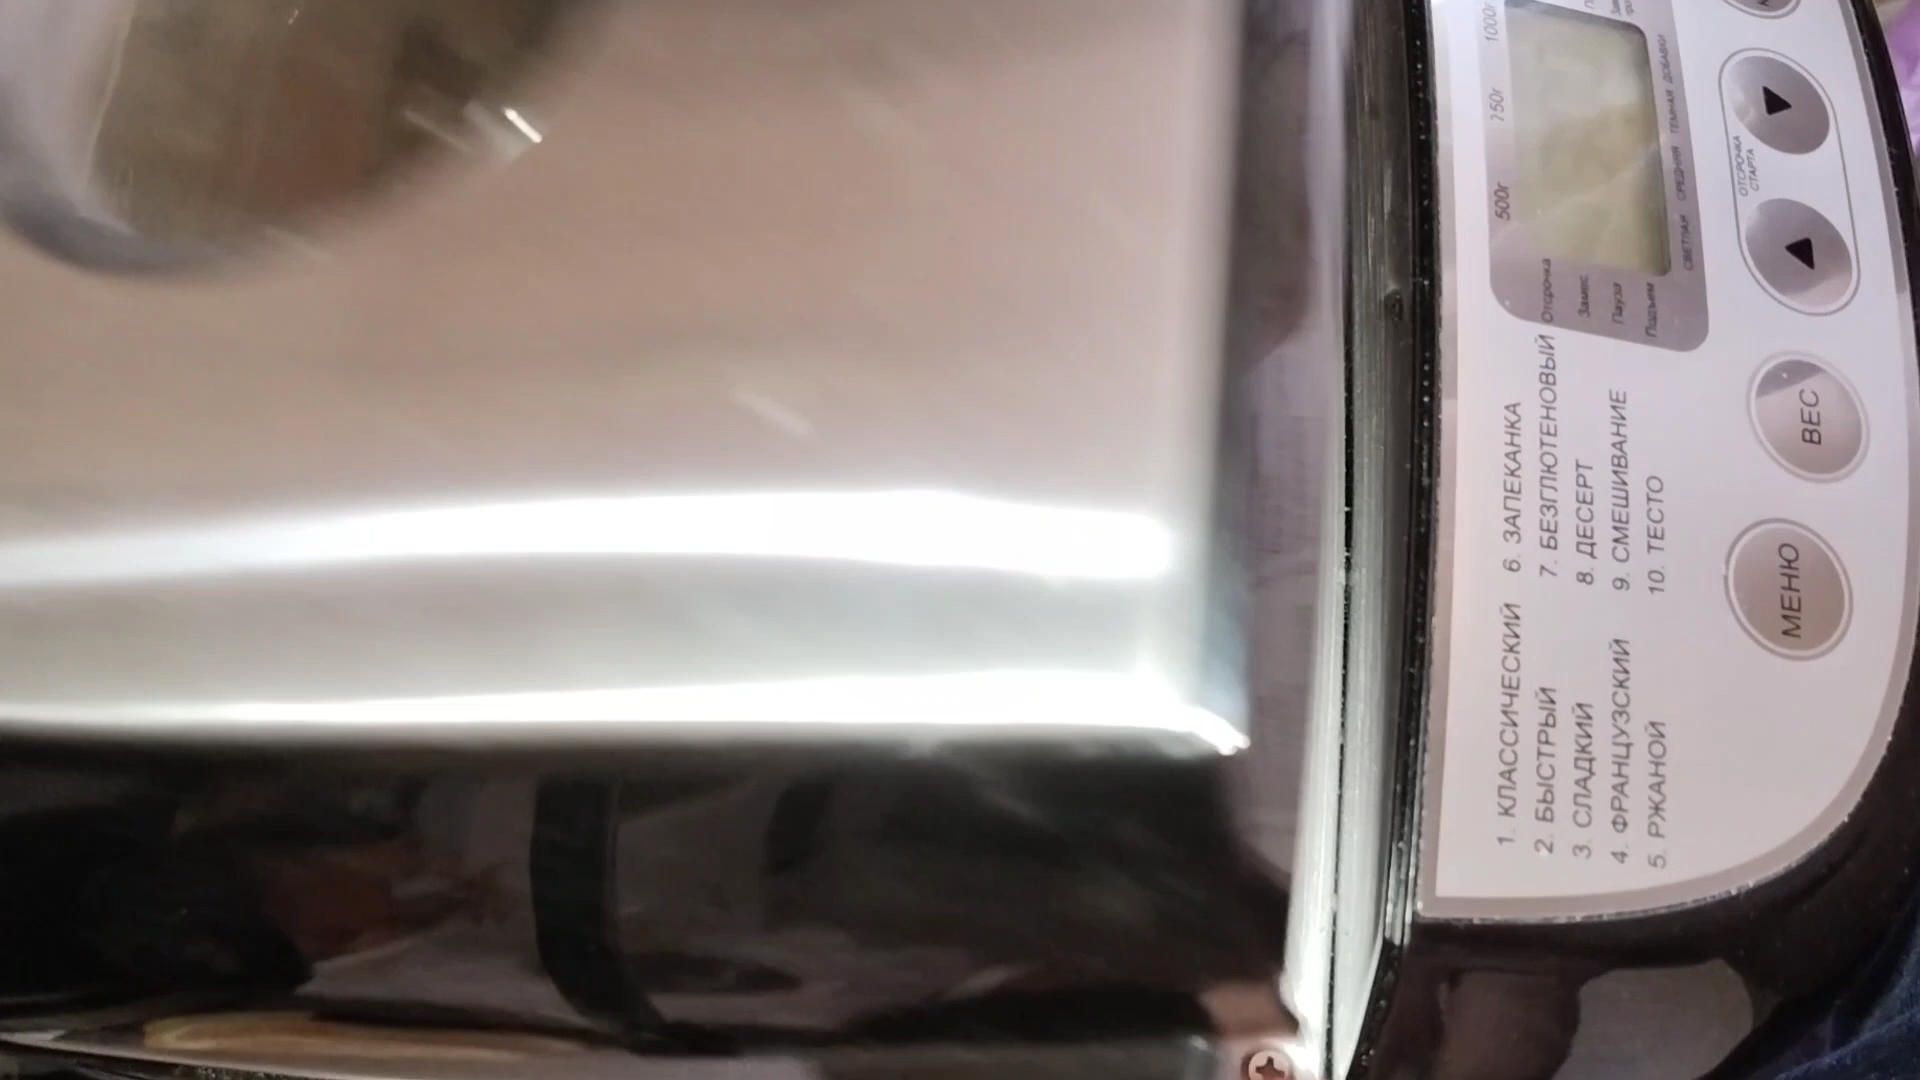 1. КЛАССИЧЕСКИЙ
2. БЫСТРЫЙ
3. СЛАДКИЙ
4. ФРАНЦУЗСКИЙ
5. РЖАНОЙ
6. ЗАПЕКАНКА
7. БЕЗГЛЮТЕНОВЫЙ
8. ДЕСЕРТ
9. СМЕШИВАНИЕ
10. ТЕСТО
500г 750г 1000г
Отсрочка
Замес
Пауза
Подъем
СВЕТЛАЯ СРЕДНЯЯ ТЕМНАЯ ДОБАВКИ
ОТСРОЧКА
СТАРТА
МЕНЮ
ВЕС